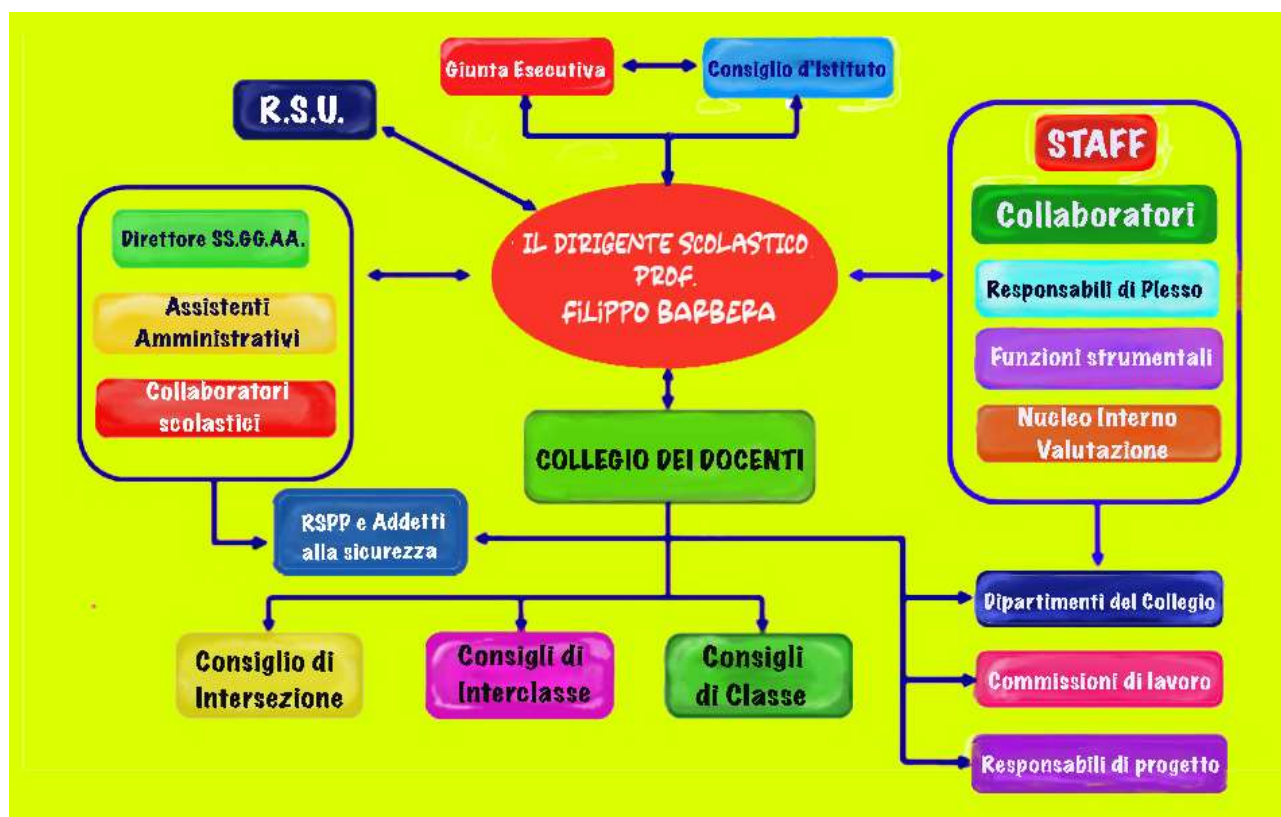 Giunta Esecutiva
Consiglio d'Istituto
R.S.U.
STAFF
Collaboratori
Responsabili di Plesso
Funzioni strumentali
Nucleo Interno
Valutazione
Direttore SS.GG.AA.
Assistenti
Amministrativi
Collaboratori
scolastici
IL DIRIGENTE SCOLASTICO
PROF.
FILIPPO BARBERA
COLLEGIO DEI DOCENTI
RSPP e Addetti
alla sicurezza
Dipartimenti del Collegio
Commissioni di lavoro
Responsabili di progetto
Consiglio di
Intersezione
Consigli di
Interclasse
Consigli
di Classe